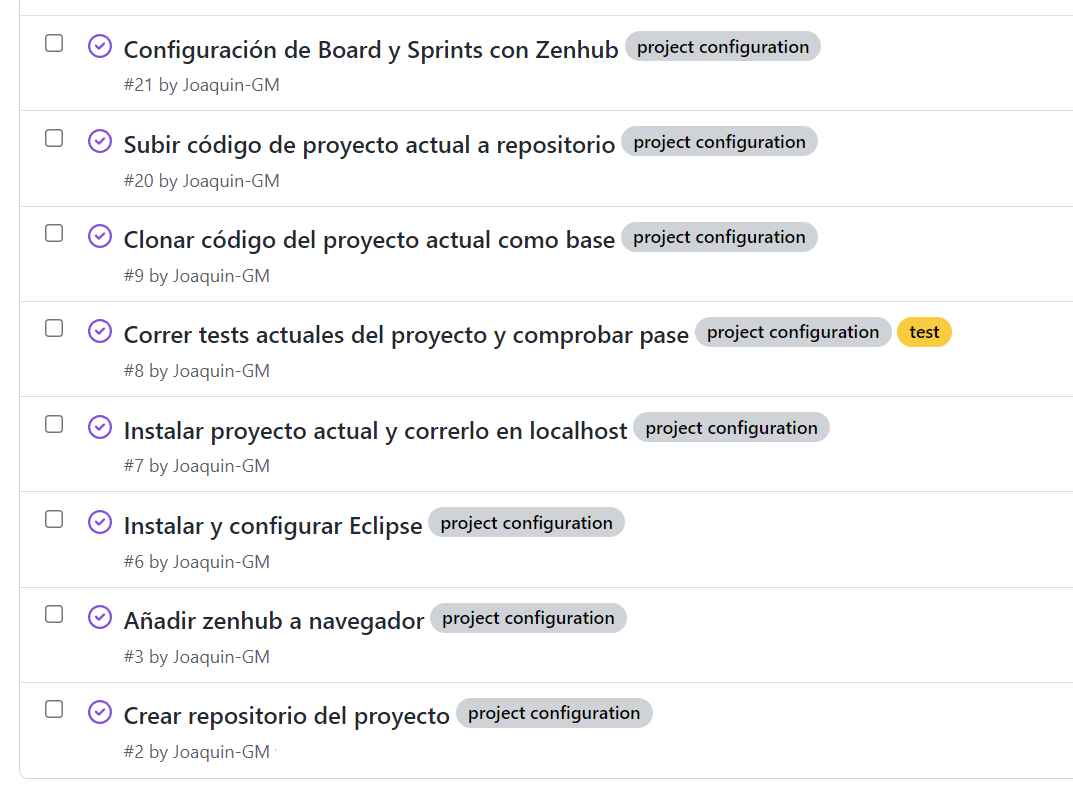 Configuración de Board y Sprints con Zenhub project configuration
#21 by Joaquin-GM
Subir código de proyecto actual a repositorio project configuration
#20 by Joaquin-GM
Clonar código del proyecto actual como base project configuration
#9 by Joaquin-GM
Correr tests actuales del proyecto y comprobar pase project configuration test
#8 by Joaquin-GM
Instalar proyecto actual y correrlo en localhost project configuration
#7 by Joaquin-GM
Instalar y configurar Eclipse project configuration
#6 by Joaquin-GM
Añadir zenhub a navegador project configuration
#3 by Joaquin-GM
Crear repositorio del proyecto project configuration
#2 by Joaquin-GM